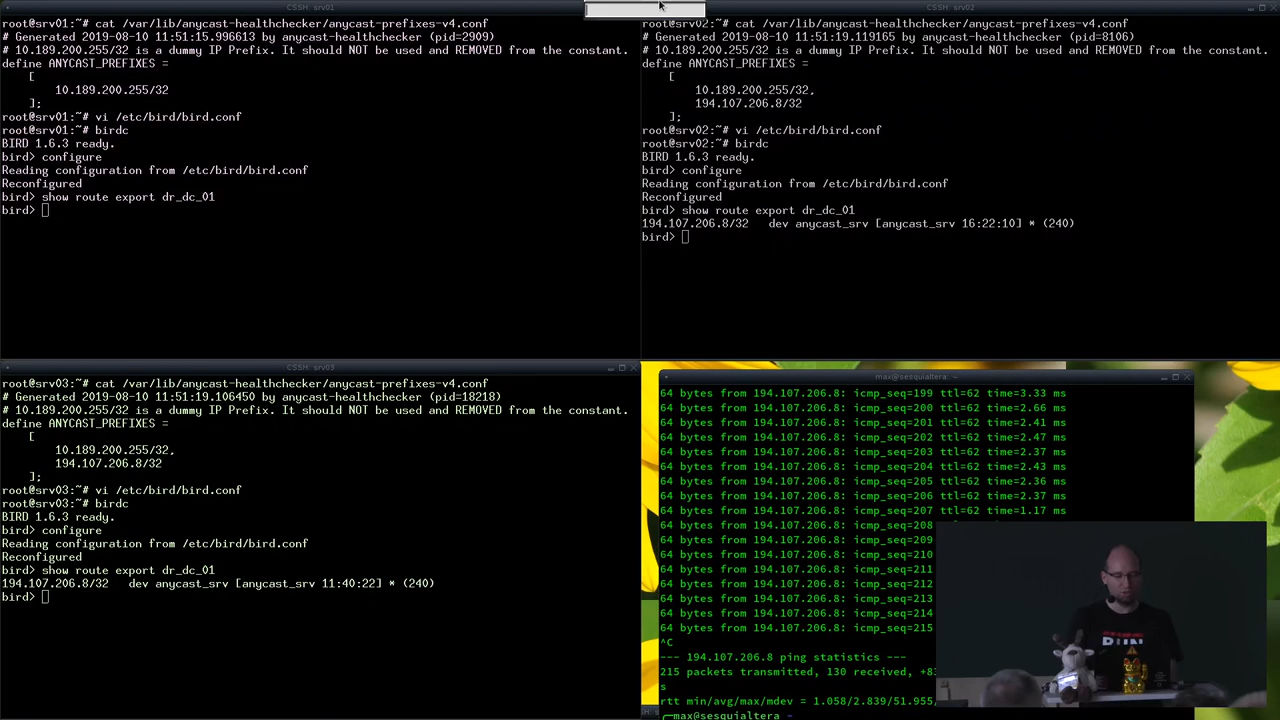 CSSH: srv01
root@srv01:~# cat /var/lib/anycast-healthchecker/anycast-prefixes-v4.conf
# Generated 2019-08-10 11:51:15.996613 by anycast-healthchecker (pid=2909)
# 10.189.200.255/32 is a dummy IP Prefix. It should NOT be used and REMOVED from the constant.
define ANYCAST_PREFIXES =
[
10.189.200.255/32
];
root@srv01:~# vi /etc/bird/bird.conf
root@srv01:~# birdc
BIRD 1.6.3 ready.
bird> configure
Reading configuration from /etc/bird/bird.conf
Reconfigured
bird> show route export dr_dc_01
bird>
CSSH: srv02
root@srv02:~# cat /var/lib/anycast-healthchecker/anycast-prefixes-v4.conf
# Generated 2019-08-10 11:51:19.119165 by anycast-healthchecker (pid=8106)
# 10.189.200.255/32 is a dummy IP Prefix. It should NOT be used and REMOVED from the constant.
define ANYCAST_PREFIXES =
[
10.189.200.255/32,
194.107.206.8/32
];
root@srv02:~# vi /etc/bird/bird.conf
root@srv02:~# birdc
BIRD 1.6.3 ready.
bird> configure
Reading configuration from /etc/bird/bird.conf
Reconfigured
bird> show route export dr_dc_01
194.107.206.8/32 dev anycast_srv [anycast_srv 16:22:10] * (240)
bird>
CSSH: srv03
root@srv03:~# cat /var/lib/anycast-healthchecker/anycast-prefixes-v4.conf
# Generated 2019-08-10 11:51:19.106450 by anycast-healthchecker (pid=18218)
# 10.189.200.255/32 is a dummy IP Prefix. It should NOT be used and REMOVED from the constant.
define ANYCAST_PREFIXES =
[
10.189.200.255/32,
194.107.206.8/32
];
root@srv03:~# vi /etc/bird/bird.conf
root@srv03:~# birdc
BIRD 1.6.3 ready.
bird> configure
Reading configuration from /etc/bird/bird.conf
Reconfigured
bird> show route export dr_dc_01
194.107.206.8/32 dev anycast_srv [anycast_srv 11:40:22] * (240)
bird>
max@sesquialtera: ~
64 bytes from 194.107.206.8: icmp_seq=199 ttl=62 time=3.33 ms
64 bytes from 194.107.206.8: icmp_seq=200 ttl=62 time=2.66 ms
64 bytes from 194.107.206.8: icmp_seq=201 ttl=62 time=2.41 ms
64 bytes from 194.107.206.8: icmp_seq=202 ttl=62 time=2.47 ms
64 bytes from 194.107.206.8: icmp_seq=203 ttl=62 time=2.37 ms
64 bytes from 194.107.206.8: icmp_seq=204 ttl=62 time=2.43 ms
64 bytes from 194.107.206.8: icmp_seq=205 ttl=62 time=2.36 ms
64 bytes from 194.107.206.8: icmp_seq=206 ttl=62 time=2.37 ms
64 bytes from 194.107.206.8: icmp_seq=207 ttl=62 time=1.17 ms
64 bytes from 194.107.206.8: icmp_seq=208
64 bytes from 194.107.206.8: icmp_seq=209
64 bytes from 194.107.206.8: icmp_seq=210
64 bytes from 194.107.206.8: icmp_seq=211
64 bytes from 194.107.206.8: icmp_seq=212
64 bytes from 194.107.206.8: icmp_seq=213
64 bytes from 194.107.206.8: icmp_seq=214
64 bytes from 194.107.206.8: icmp_seq=215
^C
--- 194.107.206.8 ping statistics ---
215 packets transmitted, 130 received,
s
rtt min/avg/max/mdev = 1.058/2.839/51.955
max@sesquialtera ~
RUN